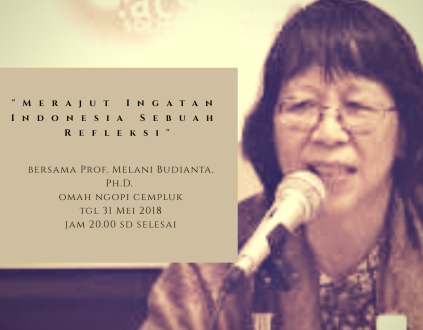 "Merajut Ingatan
Indonesia Sebuah
Refleksi"
bersama Prof. Melani Budianta,
Ph.D.
omah ngopi cempluk
tgl 31 Mei 2018
jam 20.00 sd selesai